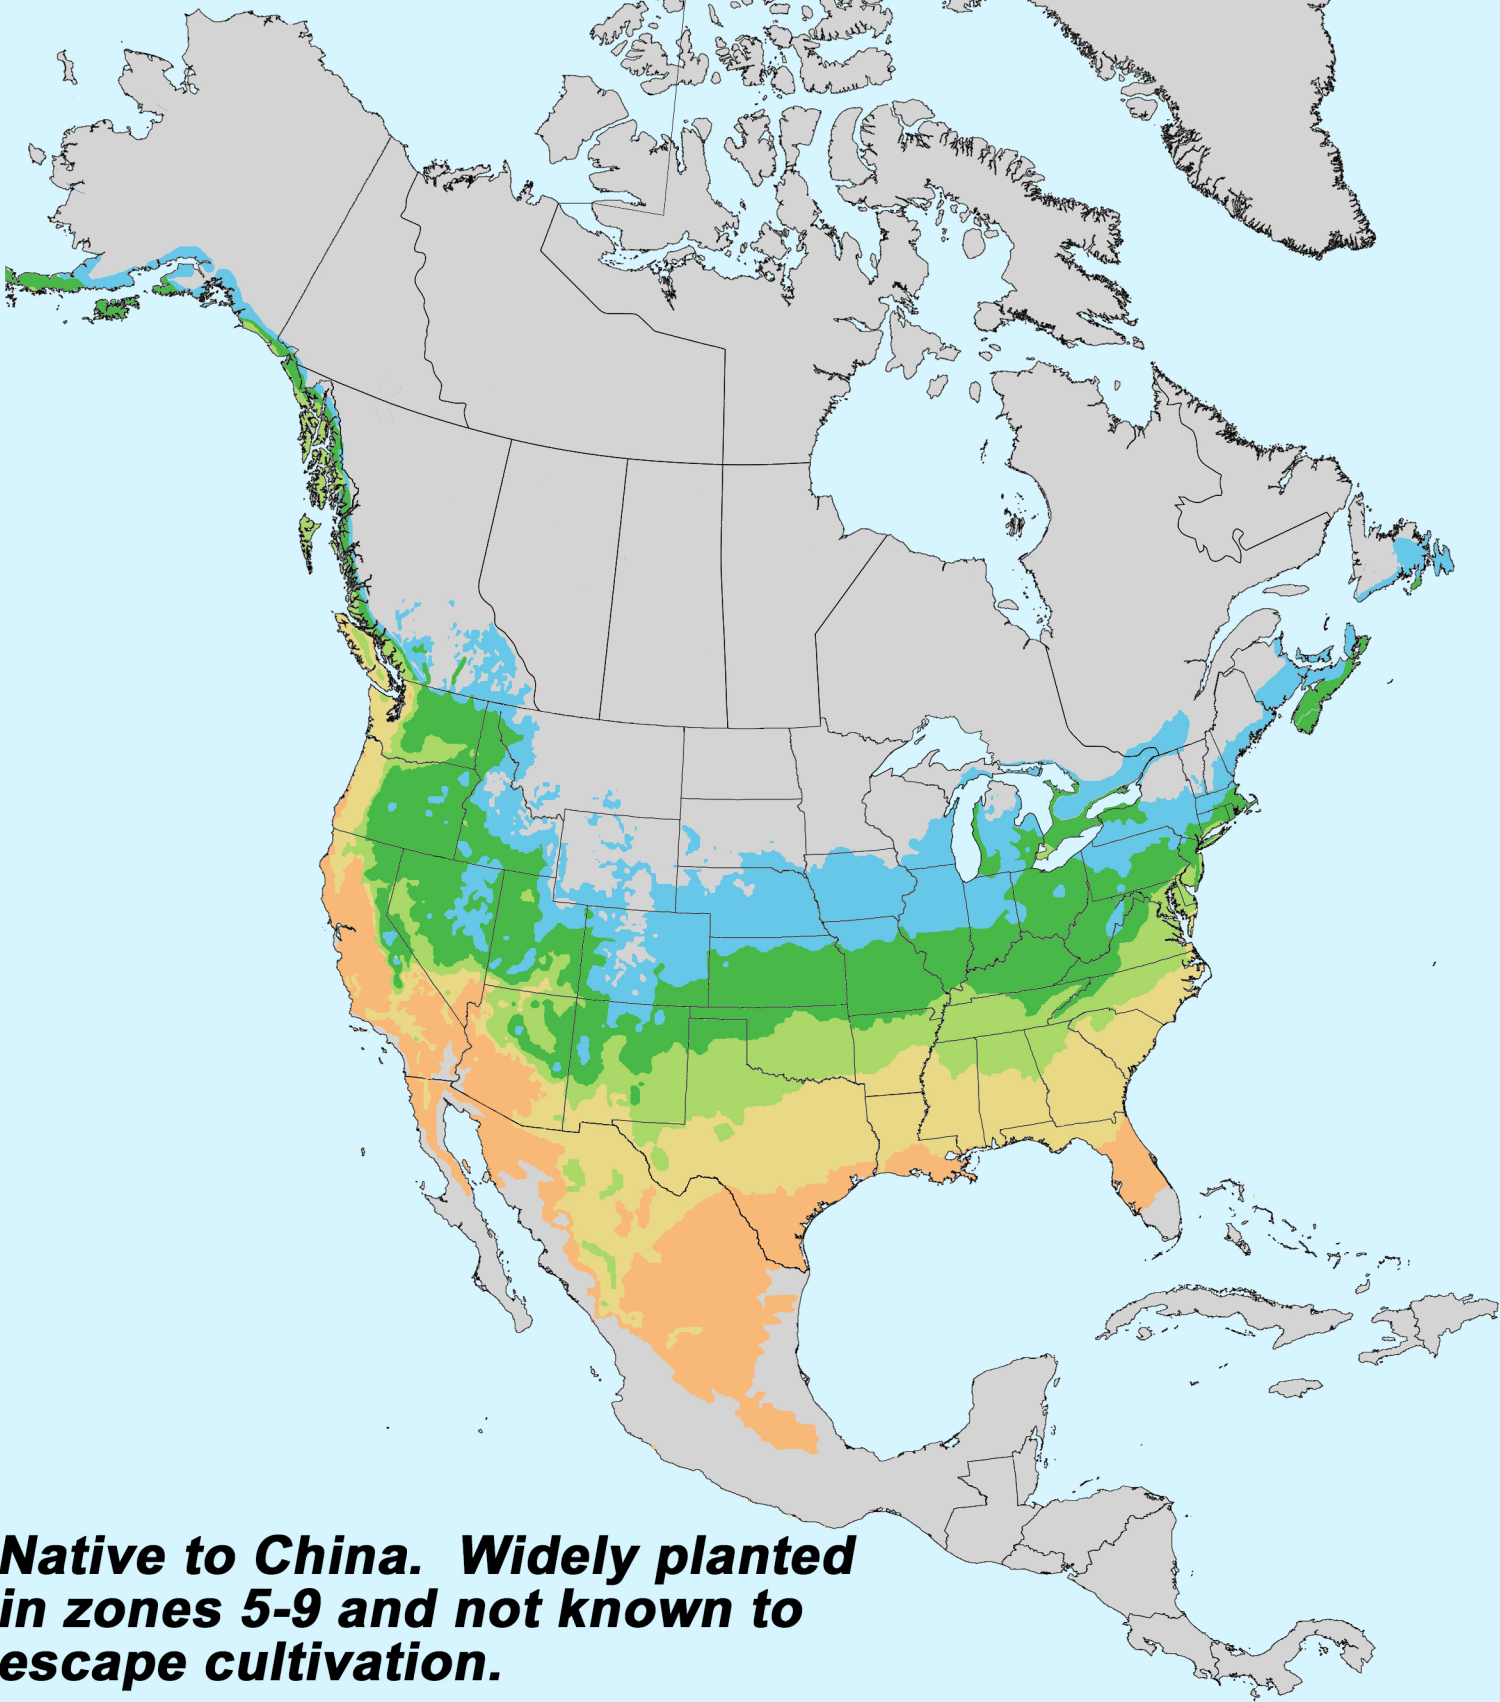 Native to China.  Widely planted
in zones 5-9 and not known to
escape cultivation.